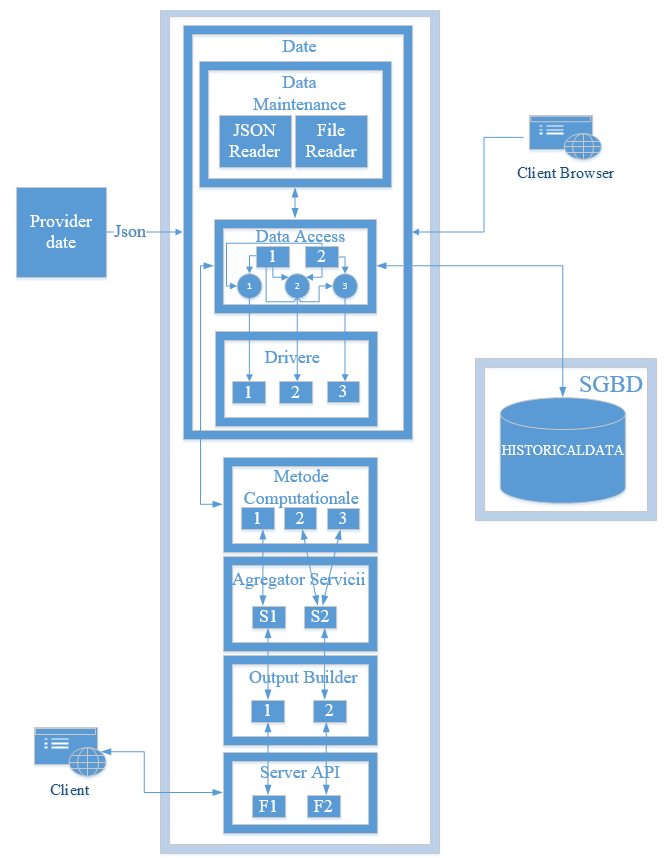 Date
Data
Maintenance
JSON
Reader
File
Reader
Client Browser
Provider
date
Json
Data Access
1
2
1
2
3
Drivere
1
2
3
SGBD
HISTORICALDATA
Metode
Computationale
1
2
3
Agregator Servicii
S1
S2
Output Builder
1
2
Client
Server API
F1
F2